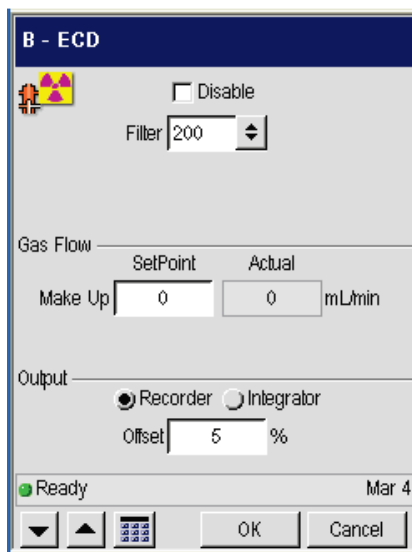 B - ECD
Disable
Filter 200
Gas Flow
SetPoint Actual
Make Up 0 0 mL/min
Output
Recorder Integrator
Offset 5 %
Ready Mar 4
OK Cancel